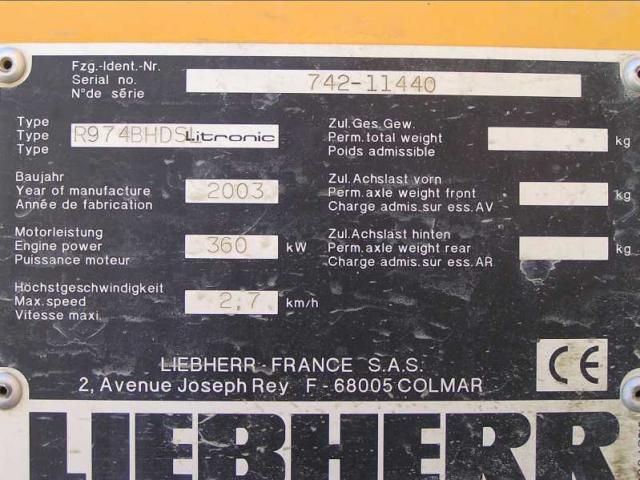 Fzg.-Ident.-Nr.
Serial no. 742-11440
N°de série
Type
Type R974BHDSL Litronic
Type
Baujahr
Year of manufacture 2003
Année de fabrication
Motorleistung
Engine power 360 kW
Puissance moteur
Höchstgeschwindigkeit
Max.speed 2,7 km/h
Vitesse maxi.
Zul.Ges.Gew.
Perm.total weight kg
Poids admissible
Zul.Achslast vorn
Perm.axle weight front kg
Charge admis.sur ess.AV
Zul.Achslast hinten
Perm.axle weight rear kg
Charge admis.sur ess.AR
LIEBHERR-FRANCE S.A.S.
2, Avenue Joseph Rey F-68005 COLMAR
CE
LIEBHERR